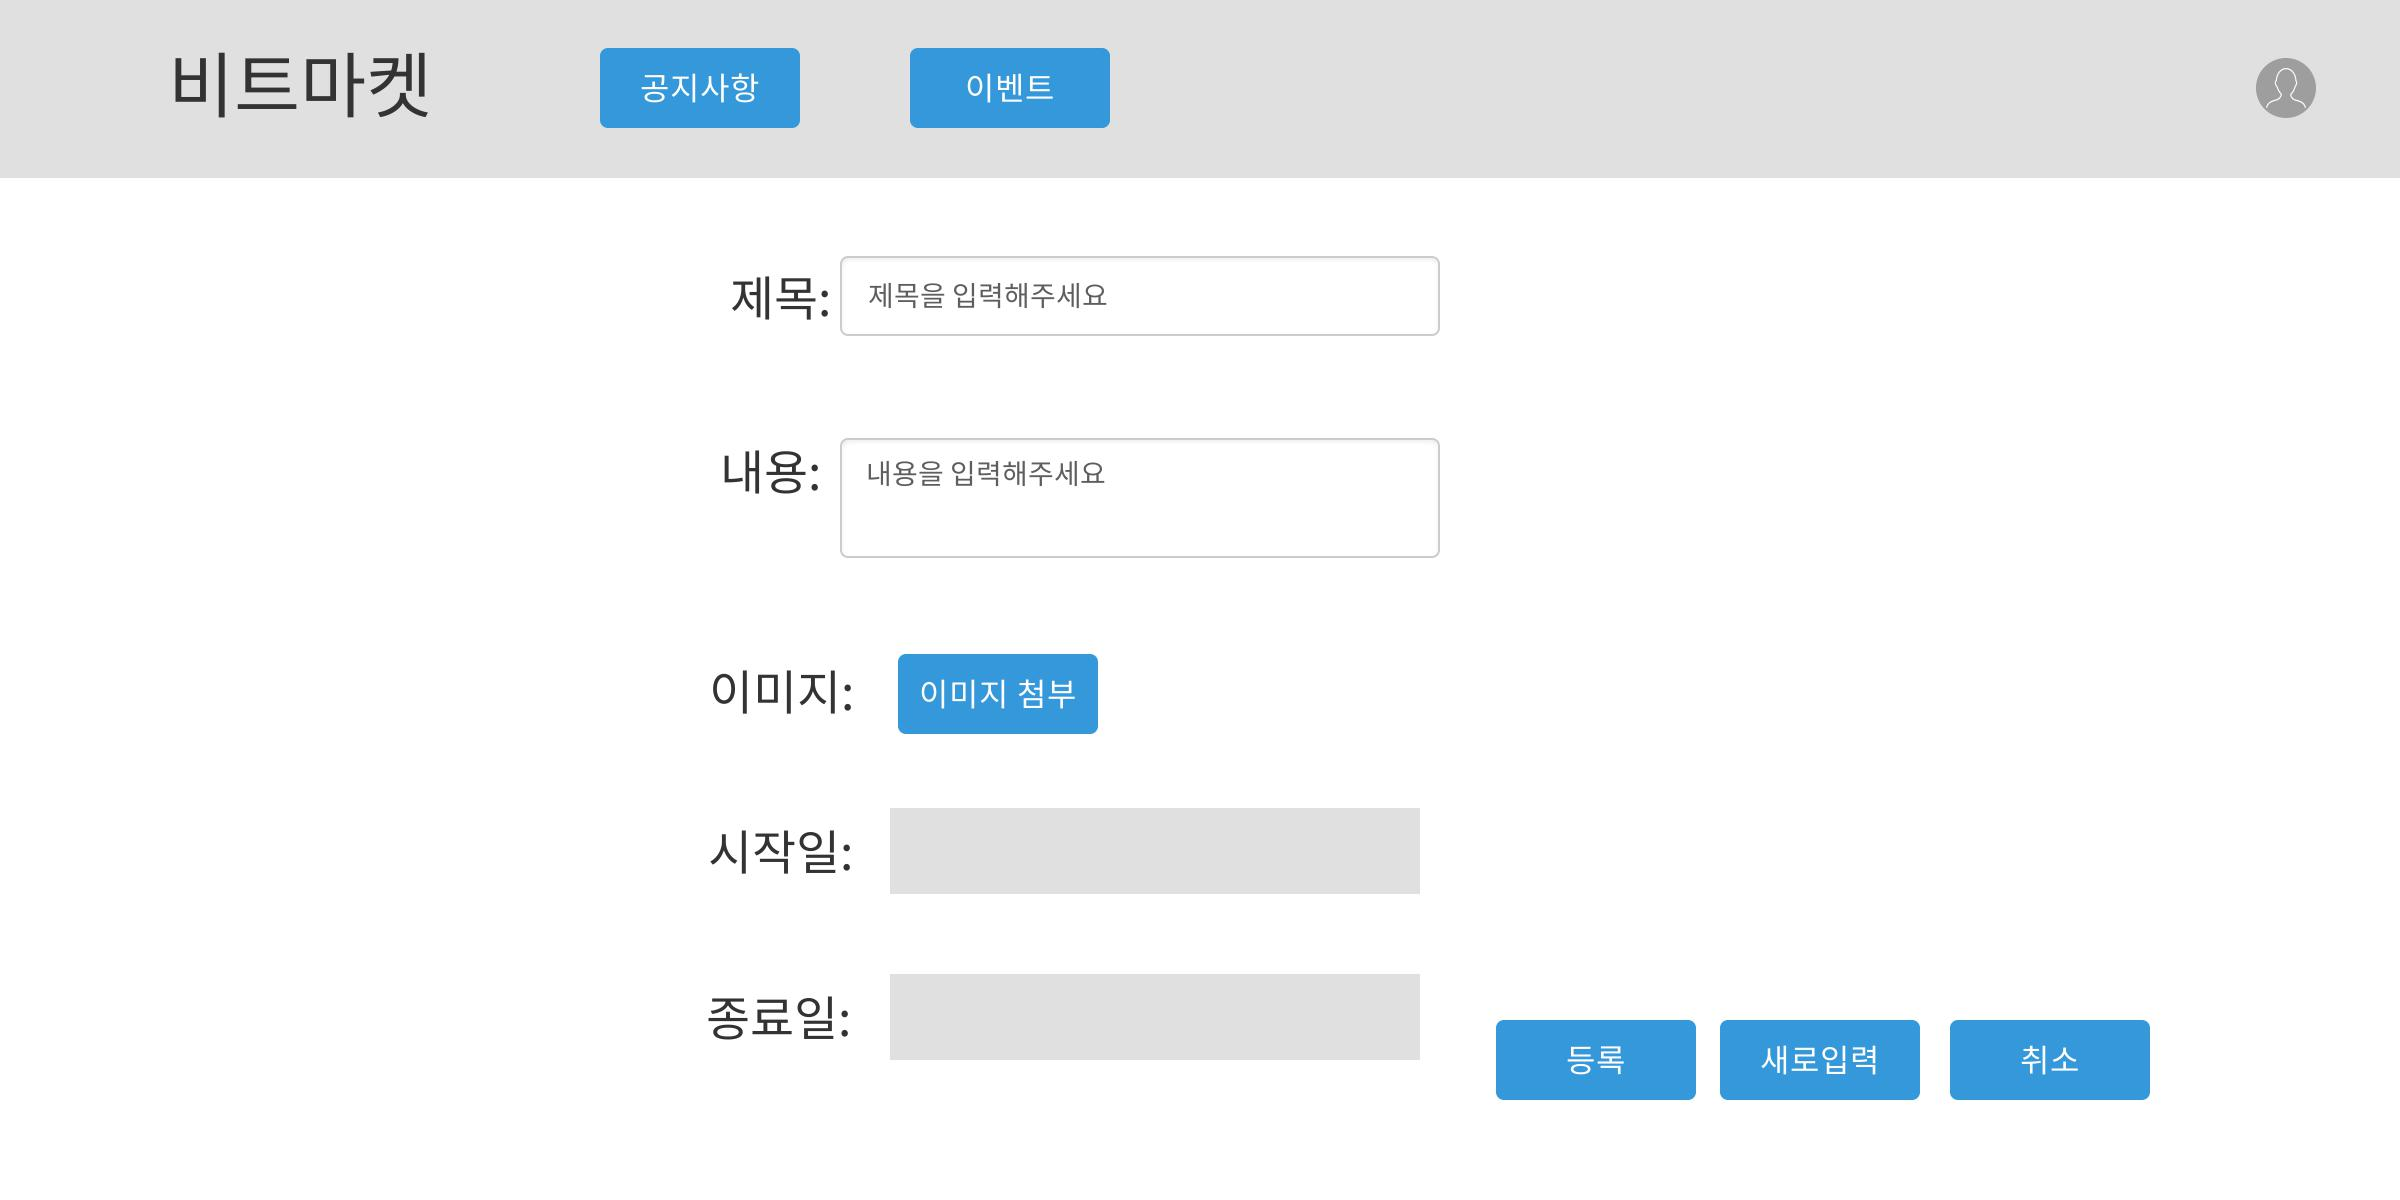 비트마켓
공지사항
이벤트
제목:
제목을 입력해주세요
내용:
내용을 입력해주세요
이미지:
이미지 첨부
시작일:
종료일:
등록
새로입력
취소